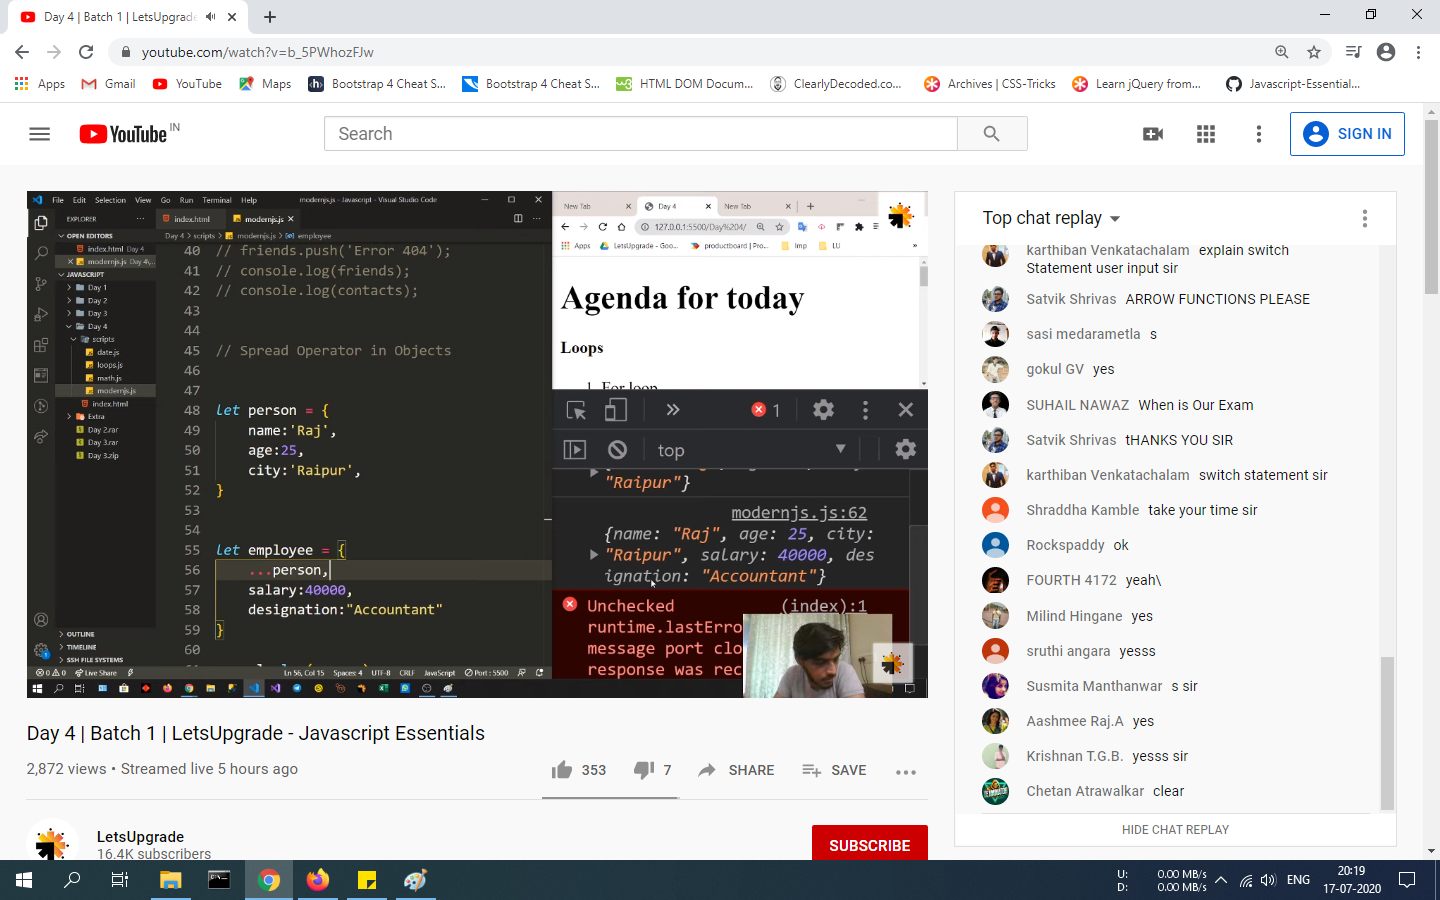 Day 4 | Batch 1 | LetsUpgrade
youtube.com/watch?v=b_5PWhozFJw
Apps
Gmail
YouTube
Maps
Bootstrap 4 Cheat S...
Bootstrap 4 Cheat S...
HTML DOM Docum...
ClearlyDecoded.co...
Archives | CSS-Tricks
Learn jQuery from...
Javascript-Essential...
YouTube IN
Search
SIGN IN
File Edit Selection View Go Run Terminal Help
modernjs.js - Javascript - Visual Studio Code
EXPLORER
OPEN EDITORS
index.html Day 4
modernjs.js Day 4\...
JAVASCRIPT
Day 1
Day 2
Day 3
Day 4
scripts
date.js
loops.js
math.js
modernjs.js
index.html
Extra
Day 2.rar
Day 3.rar
Day 3.zip
OUTLINE
TIMELINE
SSH FILE SYSTEMS
index.html
modernjs.js
Day 4 > scripts > modernjs.js > employee
40 // friends.push('Error 404');
41 // console.log(friends);
42 // console.log(contacts);
43
44
45 // Spread Operator in Objects
46
47
48 let person = {
49 name:'Raj',
50 age:25,
51 city:'Raipur',
52 }
53
54
55 let employee = {
56 ...person,
57 salary:40000,
58 designation:"Accountant"
59 }
60
0 0 Live Share
Ln 56, Col 15 Spaces: 4 UTF-8 CRLF JavaScript Port : 5500
New Tab
Day 4
New Tab
127.0.0.1:5500/Day%204/
Apps
LetsUpgrade - Goo...
productboard | Pro...
Imp
LU
Agenda for today
Loops
1. For loop
1
top
"Raipur"}
modernjs.js:62
{name: "Raj", age: 25, city:
"Raipur", salary: 40000, des
ignation: "Accountant"}
Unchecked (index):1
runtime.lastErro
message port clo
response was rec
Day 4 | Batch 1 | LetsUpgrade - Javascript Essentials
2,872 views • Streamed live 5 hours ago
353
7
SHARE
SAVE
LetsUpgrade
16.4K subscribers
SUBSCRIBE
Top chat replay
karthiban Venkatachalam explain switch
Statement user input sir
Satvik Shrivas ARROW FUNCTIONS PLEASE
sasi medarametla s
gokul GV yes
SUHAIL NAWAZ When is Our Exam
Satvik Shrivas tHANKS YOU SIR
karthiban Venkatachalam switch statement sir
Shraddha Kamble take your time sir
Rockspaddy ok
FOURTH 4172 yeah\
Milind Hingane yes
sruthi angara yesss
Susmita Manthanwar s sir
Aashmee Raj.A yes
Krishnan T.G.B. yesss sir
Chetan Atrawalkar clear
HIDE CHAT REPLAY
U: 0.00 MB/s
D: 0.00 MB/s
ENG
20:19
17-07-2020